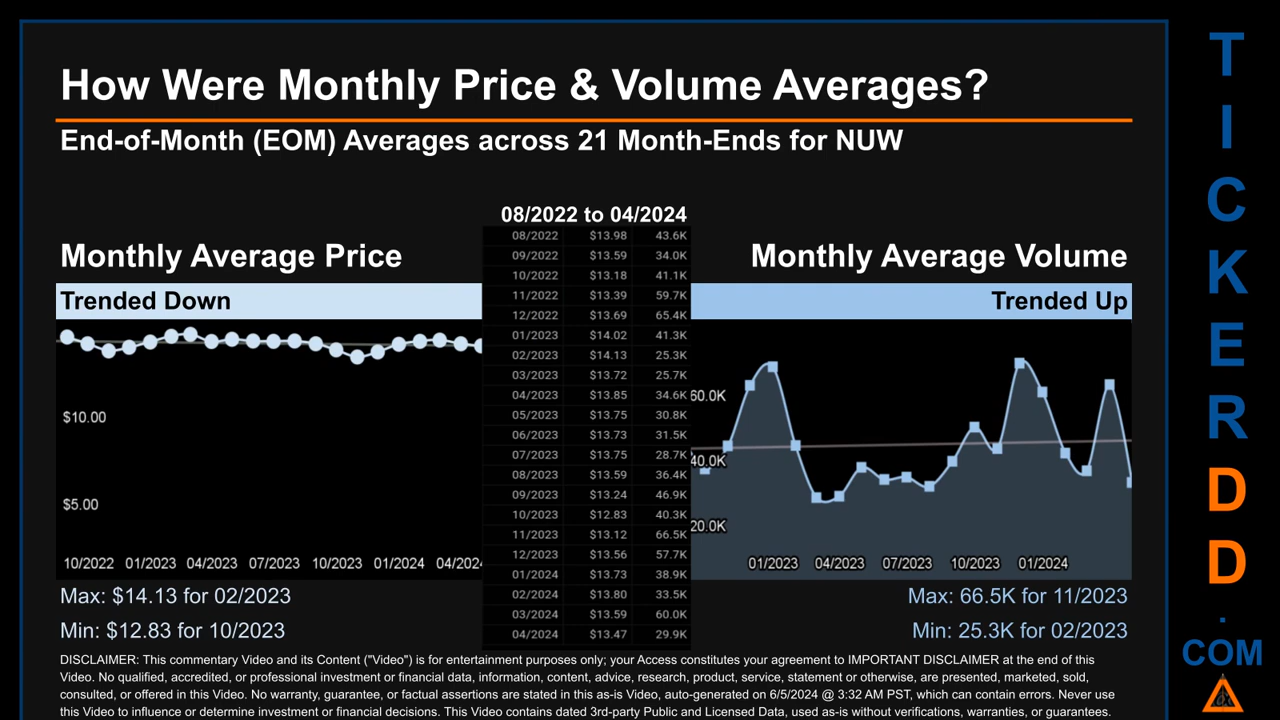 How Were Monthly Price & Volume Averages?
End-of-Month (EOM) Averages across 21 Month-Ends for NUW
08/2022 to 04/2024
Monthly Average Price
Trended Down
$10.00
$5.00
10/2022 01/2023 04/2023 07/2023 10/2023 01/2024 04/2024
Max: $14.13 for 02/2023
Min: $12.83 for 10/2023
08/2022 $13.98 43.6K
09/2022 $13.59 34.0K
10/2022 $13.18 41.1K
11/2022 $13.39 59.7K
12/2022 $13.69 65.4K
01/2023 $14.02 41.3K
02/2023 $14.13 25.3K
03/2023 $13.72 25.7K
04/2023 $13.85 34.6K
05/2023 $13.75 30.8K
06/2023 $13.73 31.5K
07/2023 $13.75 28.7K
08/2023 $13.59 36.4K
09/2023 $13.24 46.9K
10/2023 $12.83 40.3K
11/2023 $13.12 66.5K
12/2023 $13.56 57.7K
01/2024 $13.73 38.9K
02/2024 $13.80 33.5K
03/2024 $13.59 60.0K
04/2024 $13.47 29.9K
Monthly Average Volume
Trended Up
60.0K
40.0K
20.0K
01/2023 04/2023 07/2023 10/2023 01/2024
Max: 66.5K for 11/2023
Min: 25.3K for 02/2023
DISCLAIMER: This commentary Video and its Content ("Video") is for entertainment purposes only; your Access constitutes your agreement to IMPORTANT DISCLAIMER at the end of this
Video. No qualified, accredited, or professional investment or financial data, information, content, advice, research, product, service, statement or otherwise, are presented, marketed, sold,
consulted, or offered in this Video. No warranty, guarantee, or factual assertions are stated in this as-is Video, auto-generated on 6/5/2024 @ 3:32 AM PST, which can contain errors. Never use
this Video to influence or determine investment or financial decisions. This Video contains dated 3rd-party Public and Licensed Data, used as-is without verifications, warranties, or guarantees.
T
I
C
K
E
R
D
D
.
COM